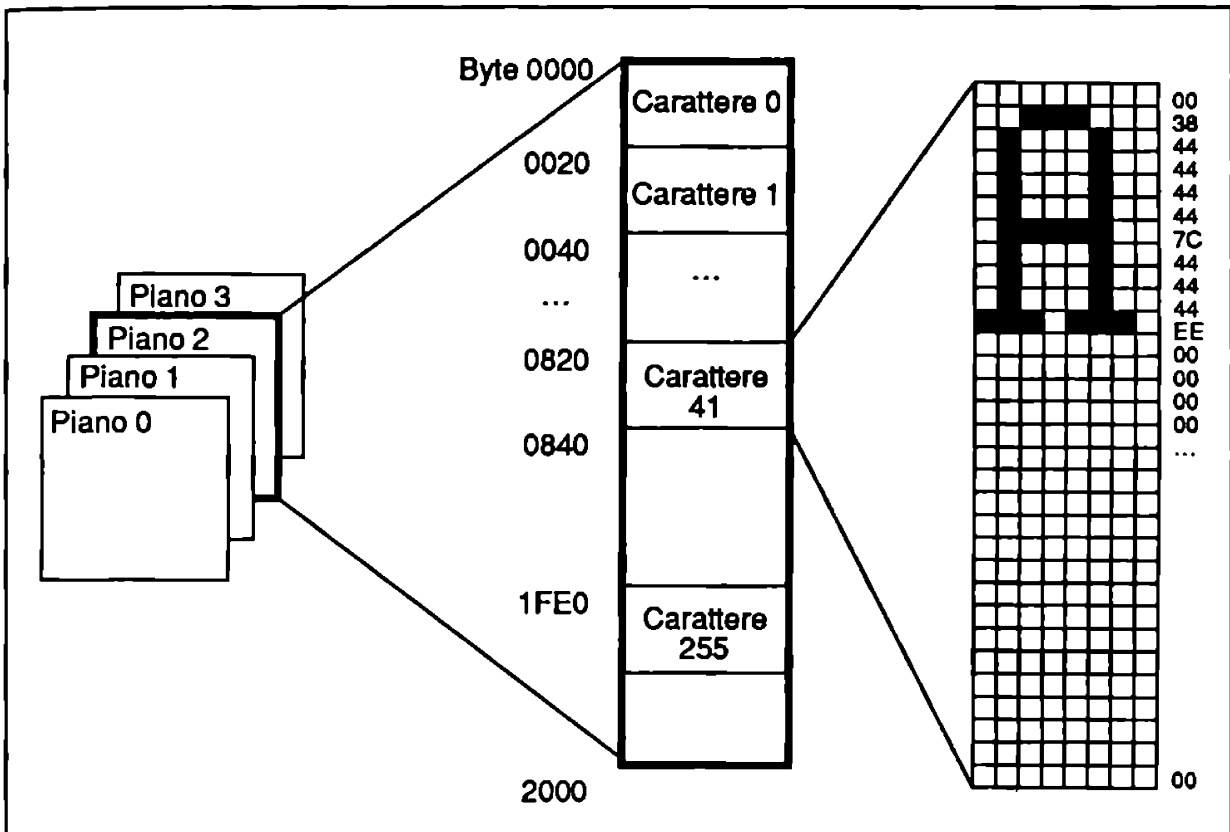 Piano 3
Piano 2
Piano 1
Piano 0
Byte 0000
0020
0040
...
0820
0840
1FE0
2000
Carattere 0
Carattere 1
...
Carattere
41
Carattere
255
00
38
44
44
44
44
7C
44
44
44
EE
00
00
00
00
...
00